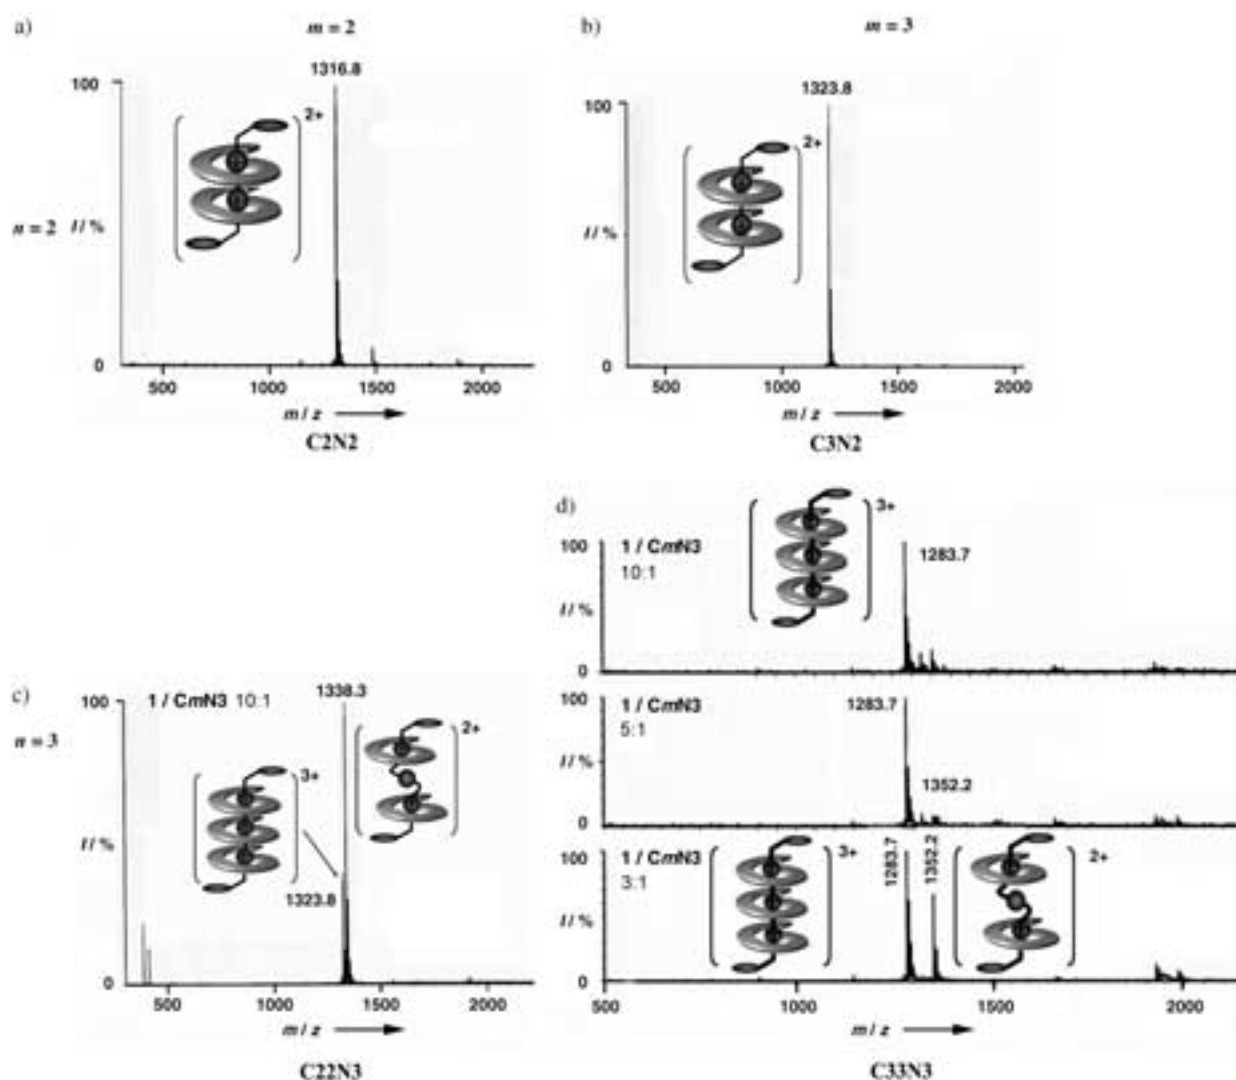 a)
m = 2
1316.8
100
2+
n = 2
I / %
0
500
1000
1500
2000
m / z
C2N2
b)
m = 3
1323.8
100
2+
I / %
0
500
1000
1500
2000
m / z
C3N2
c)
n = 3
1 / CmN3 10:1
1338.3
100
3+
2+
I / %
1323.8
0
500
1000
1500
2000
m / z
C22N3
d)
1 / CmN3
10:1
3+
100
1283.7
I / %
0
1 / CmN3
5:1
1283.7
100
1352.2
I / %
0
1 / CmN3
3:1
3+
1283.7
1352.2
2+
100
I / %
0
500
1000
1500
2000
m / z
C33N3